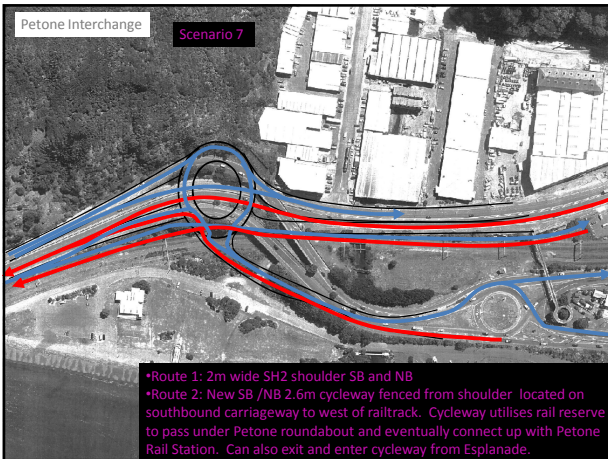 Petone Interchange
Scenario 7
•Route 1: 2m wide SH2 shoulder SB and NB
•Route 2: New SB /NB 2.6m cycleway fenced from shoulder located on
southbound carriageway to west of railtrack. Cycleway utilises rail reserve
to pass under Petone roundabout and eventually connect up with Petone
Rail Station. Can also exit and enter cycleway from Esplanade.